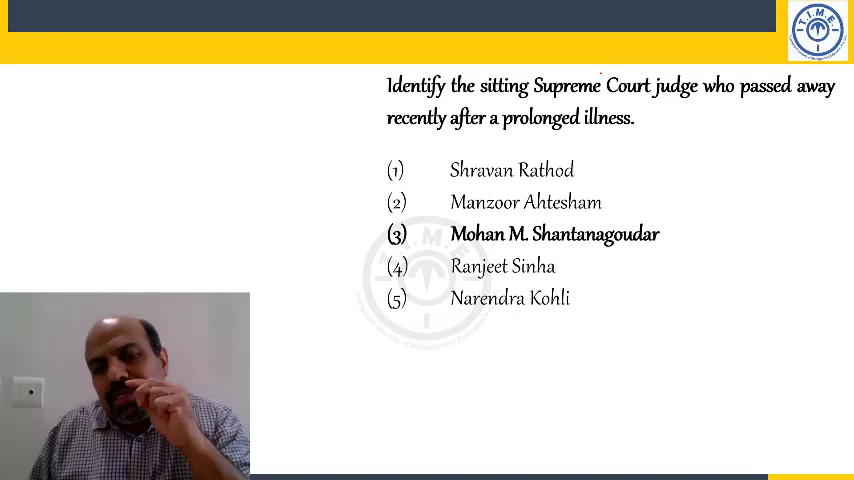 T.I.M.E.
Identify the sitting Supreme Court judge who passed away
recently after a prolonged illness.
(1) Shravan Rathod
(2) Manzoor Ahtesham
(3) Mohan M. Shantanagoudar
(4) Ranjeet Sinha
(5) Narendra Kohli
T.I.M.E.